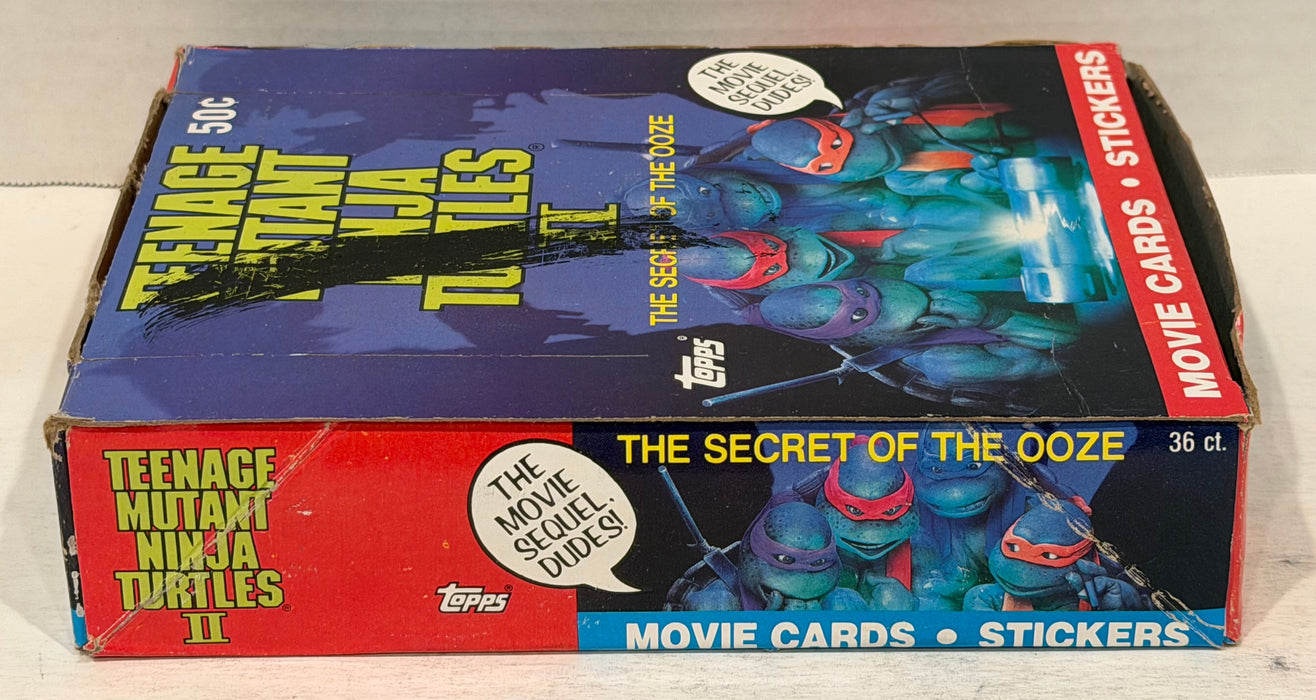 50¢
TEENAGE
MUTANT
NINJA
TURTLES®
II
THE SECRET OF THE OOZE
THE
MOVIE
SEQUEL,
DUDES!
TOPPS®
MOVIE CARDS • STICKERS
TEENAGE
MUTANT
NINJA
TURTLES®
II
TOPPS®
THE
MOVIE
SEQUEL,
DUDES!
THE SECRET OF THE OOZE
36 ct.
MOVIE CARDS • STICKERS